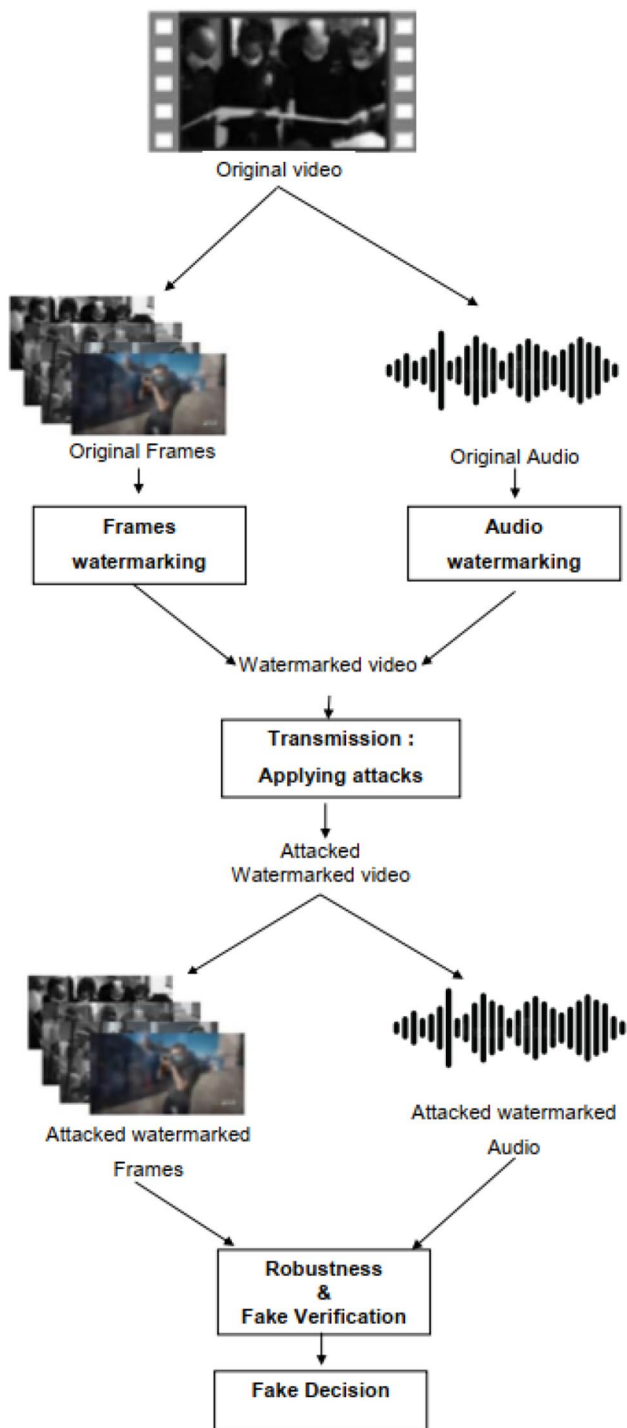 Original video
Original Frames
Original Audio
Frames
watermarking
Audio
watermarking
Watermarked video
Transmission :
Applying attacks
Attacked
Watermarked video
Attacked watermarked
Frames
Attacked watermarked
Audio
Robustness
&
Fake Verification
Fake Decision